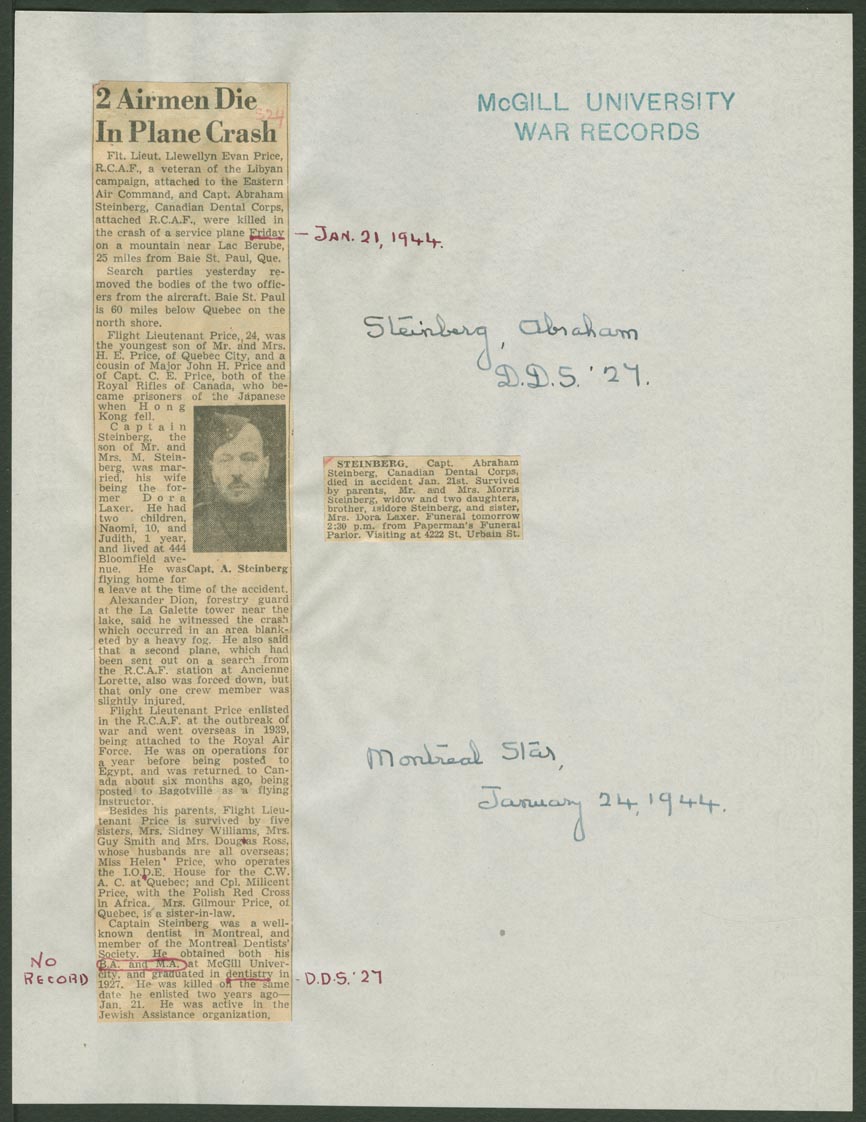 McGILL UNIVERSITY
WAR RECORDS
2 Airmen Die
In Plane Crash
524
Flt. Lieut. Llewellyn Evan Price,
R.C.A.F., a veteran of the Libyan
campaign, attached to the Eastern
Air Command, and Capt. Abraham
Steinberg, Canadian Dental Corps,
attached R.C.A.F., were killed in
the crash of a service plane Friday
on a mountain near Lac Berube,
25 miles from Baie St. Paul, Que.
— JAN. 21, 1944.
Search parties yesterday re-
moved the bodies of the two offic-
ers from the aircraft. Baie St. Paul
is 60 miles below Quebec on the
north shore.
Flight Lieutenant Price, 24, was
the youngest son of Mr. and Mrs.
H. E. Price, of Quebec City, and a
cousin of Major John H. Price and
of Capt. C. E. Price, both of the
Royal Rifles of Canada, who be-
came prisoners of the Japanese
when Hong
Kong fell.
Captain
Steinberg, the
son of Mr. and
Mrs. M. Stein-
berg, was mar-
ried, his wife
being the for-
mer Dora
Laxer. He had
two children,
Naomi, 10, and
Judith, 1 year,
and lived at 444
Bloomfield ave-
nue. He was
flying home for
a leave at the time of the accident.
Capt. A. Steinberg
Alexander Dion, forestry guard
at the La Galette tower near the
lake, said he witnessed the crash
which occurred in an area blank-
eted by a heavy fog. He also said
that a second plane, which had
been sent out on a search from
the R.C.A.F. station at Ancienne
Lorette, also was forced down, but
that only one crew member was
slightly injured.
Flight Lieutenant Price enlisted
in the R.C.A.F. at the outbreak of
war and went overseas in 1939,
being attached to the Royal Air
Force. He was on operations for
a year before being posted to
Egypt, and was returned to Can-
ada about six months ago, being
posted to Bagotville as a flying
instructor.
Besides his parents, Flight Lieu-
tenant Price is survived by five
sisters, Mrs. Sidney Williams, Mrs.
Guy Smith and Mrs. Douglas Ross,
whose husbands are all overseas;
Miss Helen Price, who operates
the I.O.D.E. House for the C.W.
A. C. at Quebec; and Cpl. Milicent
Price, with the Polish Red Cross
in Africa. Mrs. Gilmour Price, of
Quebec, is a sister-in-law.
Captain Steinberg was a well-
known dentist in Montreal, and
member of the Montreal Dentists'
Society. He obtained both his
B.A. and M.A. at McGill Univer-
city, and graduated in dentistry in
1927. He was killed on the same
date he enlisted two years ago—
Jan. 21. He was active in the
Jewish Assistance organization.
NO
RECORD
- D.D.S. '27
Steinberg, Abraham
D.D.S. '27.
STEINBERG, Capt. Abraham
Steinberg, Canadian Dental Corps,
died in accident Jan. 21st. Survived
by parents, Mr. and Mrs. Morris
Steinberg, widow and two daughters,
brother, Isidore Steinberg, and sister,
Mrs. Dora Laxer. Funeral tomorrow
2:30 p.m. from Paperman's Funeral
Parlor. Visiting at 4222 St. Urbain St.
Montreal Star,
January 24, 1944.